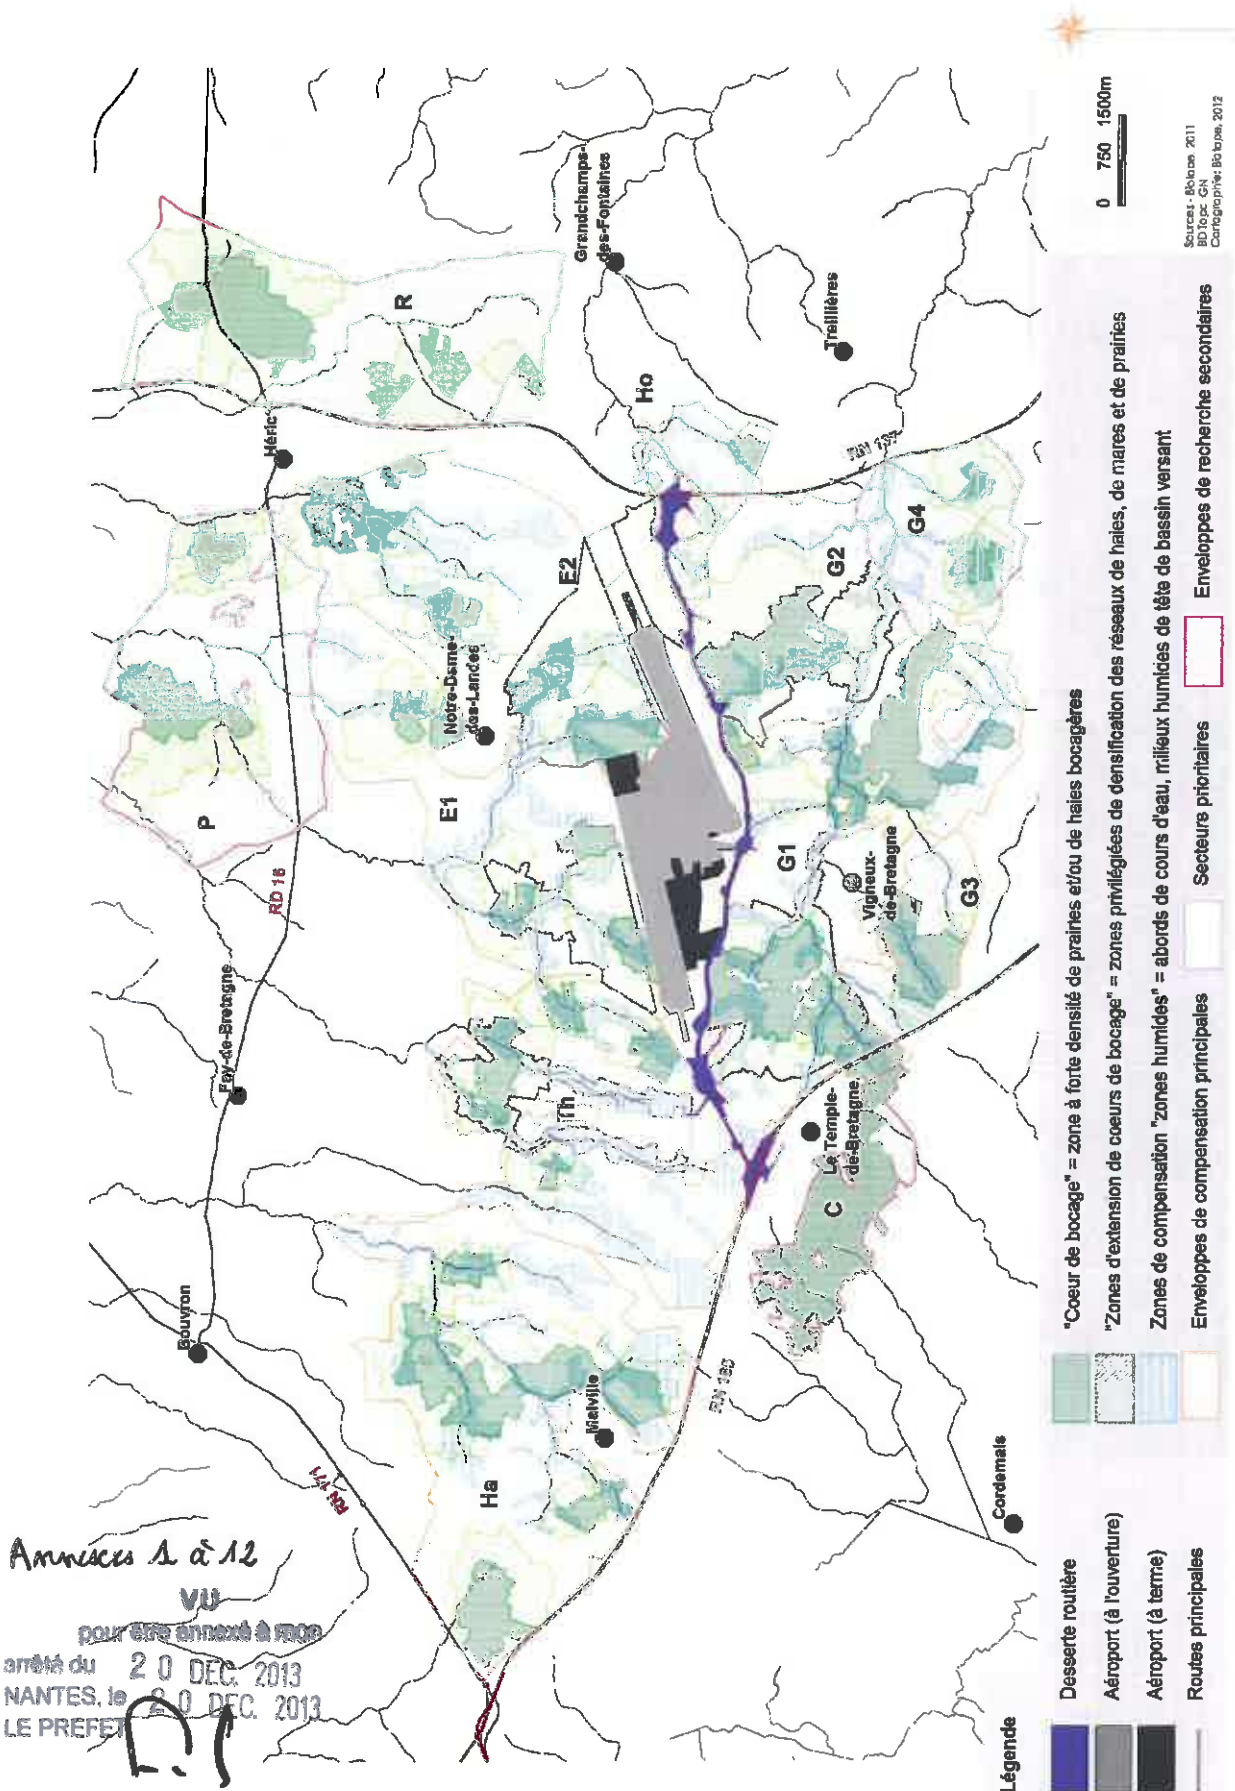 Annexes 1 à 12
VU
pour être annexé à mon
arrêté du 20 DEC. 2013
NANTES, le 20 DEC. 2013
LE PREFET
Bouvron
Fay-de-Bretagne
Héric
Grandchamps-
des-Fontaines
Treillières
Notre-Dame-
des-Landes
Vigneux-
de-Bretagne
Le Temple-
de-Bretagne
Malville
Cordemais
RN 171
RD 16
RN 137
RN 165
P
R
Ho
E1
E2
G1
G2
G3
G4
Th
Ha
C
0 750 1500m
Sources - Biotope 2011
Cartographie: Biotope, 2012
Légende
Desserte routière
Aéroport (à l'ouverture)
Aéroport (à terme)
Routes principales
"Coeur de bocage" = zone à forte densité de prairies et/ou de haies bocagères
"Zones d'extension de coeurs de bocage" = zones privilégiées de densification des réseaux de haies, de mares et de prairies
Zones de compensation "zones humides" = abords de cours d'eau, milieux humides de tête de bassin versant
Enveloppes de compensation principales
Secteurs prioritaires
Enveloppes de recherche secondaires